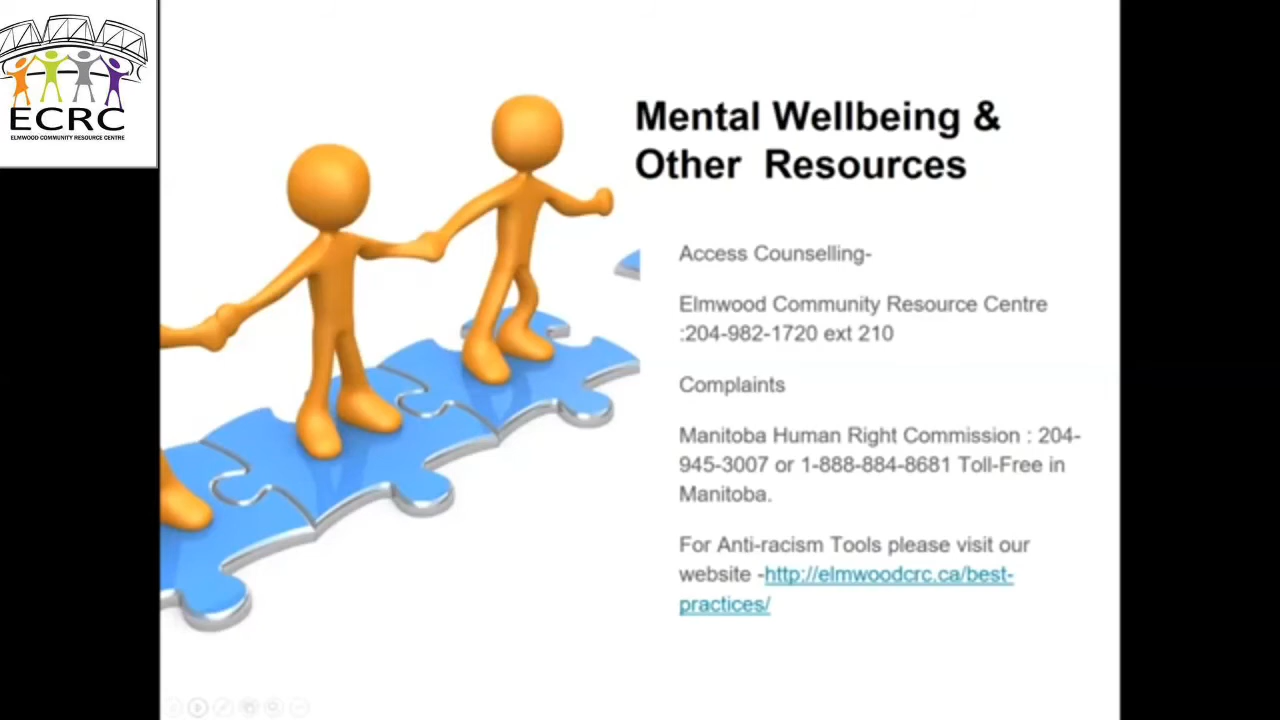 ECRC
ELMWOOD COMMUNITY RESOURCE CENTRE
Mental Wellbeing &
Other Resources
Access Counselling-
Elmwood Community Resource Centre
:204-982-1720 ext 210
Complaints
Manitoba Human Right Commission : 204-
945-3007 or 1-888-884-8681 Toll-Free in
Manitoba.
For Anti-racism Tools please visit our
website -http://elmwoodcrc.ca/best-
practices/